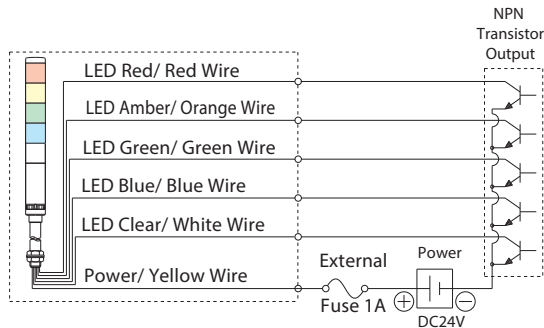 NPN
Transistor
Output
LED Red/ Red Wire
LED Amber/ Orange Wire
LED Green/ Green Wire
LED Blue/ Blue Wire
LED Clear/ White Wire
Power/ Yellow Wire
External
Fuse 1A
Power
+
−
DC24V